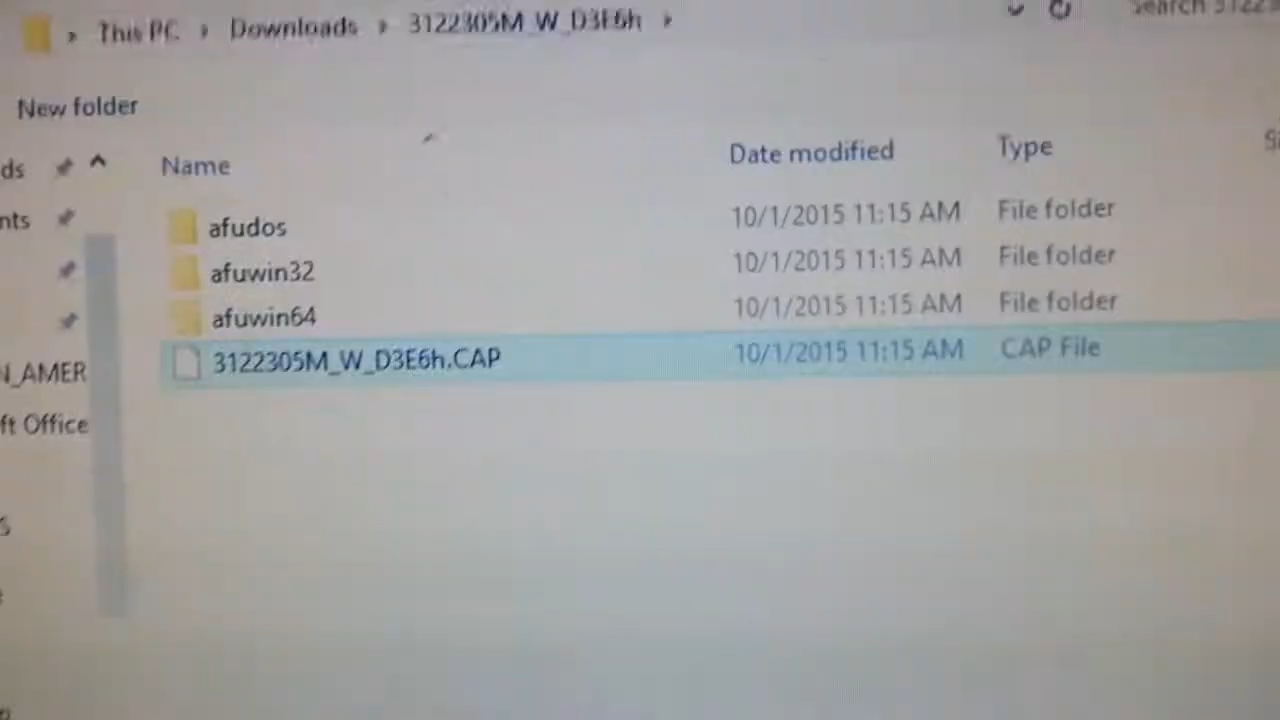 This PC › Downloads › 3122305M_W_D3E6h ›
Search 3122
New folder
Name Date modified Type
afudos 10/1/2015 11:15 AM File folder
afuwin32 10/1/2015 11:15 AM File folder
afuwin64 10/1/2015 11:15 AM File folder
3122305M_W_D3E6h.CAP 10/1/2015 11:15 AM CAP File
ds
nts
N_AMER
ft Office